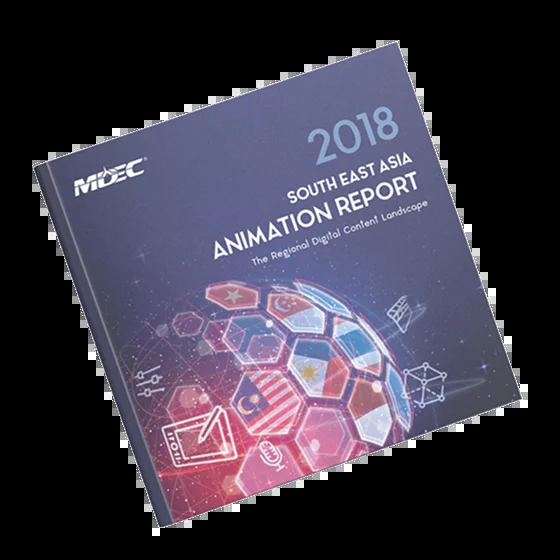 MDEC
2018
SOUTH EAST ASIA
ANIMATION REPORT
The Regional Digital Content Landscape